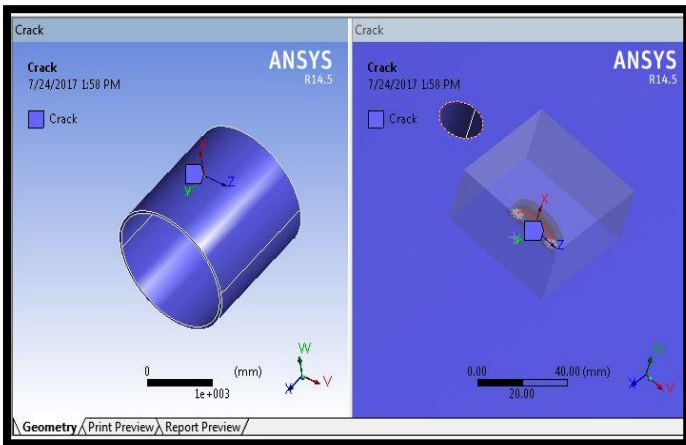 Crack
Crack
7/24/2017 1:58 PM
ANSYS
R14.5
Crack
X
Z
y
0
(mm)
1e+003
W
V
X
Crack
Crack
7/24/2017 1:58 PM
ANSYS
R14.5
Crack
X
y
Z
0.00
40.00 (mm)
20.00
W
V
X
Geometry Print Preview Report Preview